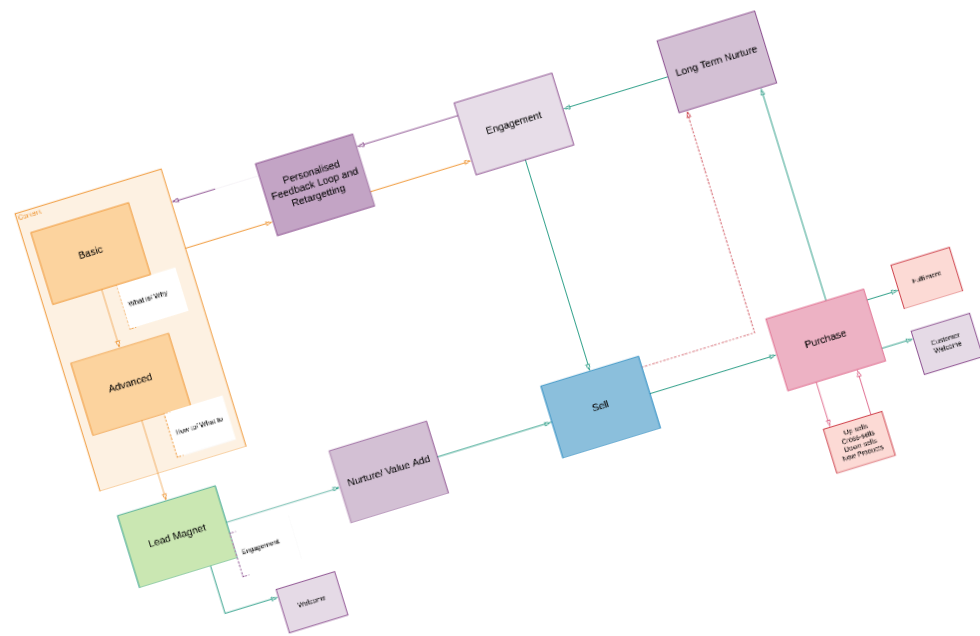 Long Term Nurture
Engagement
Personalised
Feedback Loop and
Retargetting
Content
Basic
What is/ Why
Advanced
How to/ What to
Lead Magnet
Engagement
Welcome
Nurture/ Value Add
Sell
Purchase
Fulfilment
Customer
Welcome
Up sells
Cross-sells
Down sells
New Products